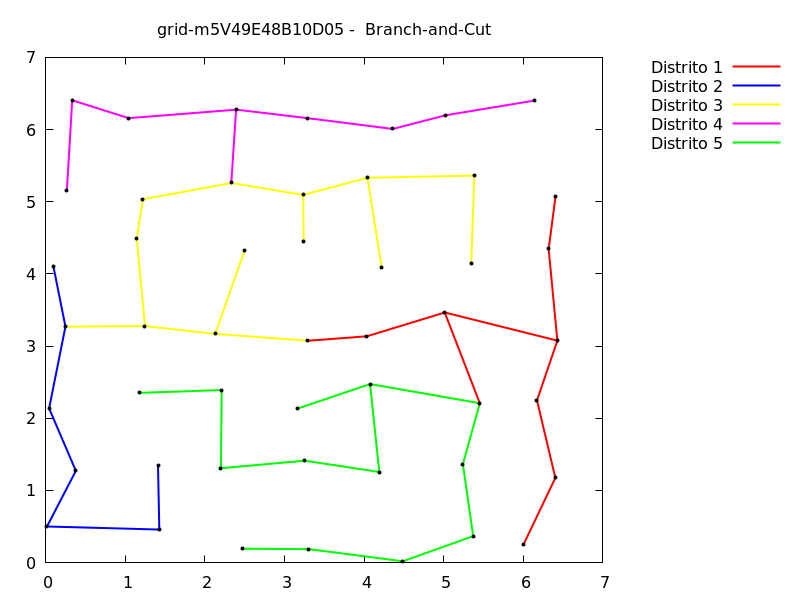 grid-m5V49E48B10D05 -  Branch-and-Cut
7
6
5
4
3
2
1
0
0 1 2 3 4 5 6 7
Distrito 1
Distrito 2
Distrito 3
Distrito 4
Distrito 5